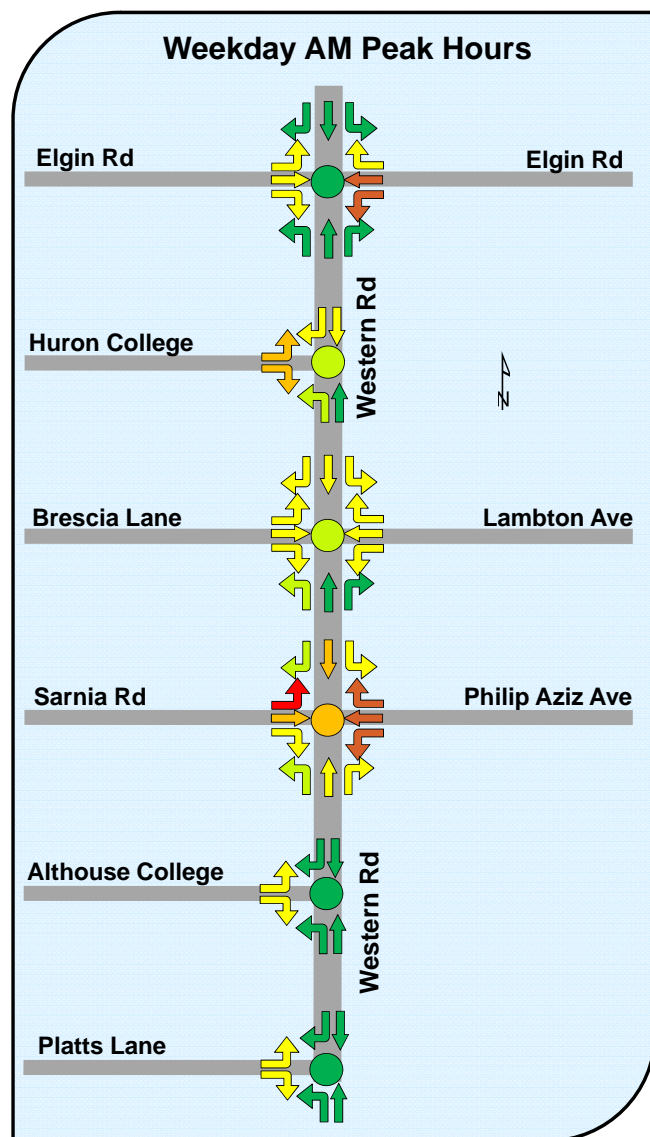 Weekday AM Peak Hours
Elgin Rd
Elgin Rd
Western Rd
Huron College
Brescia Lane
Lambton Ave
Sarnia Rd
Philip Aziz Ave
Althouse College
Western Rd
Platts Lane
N